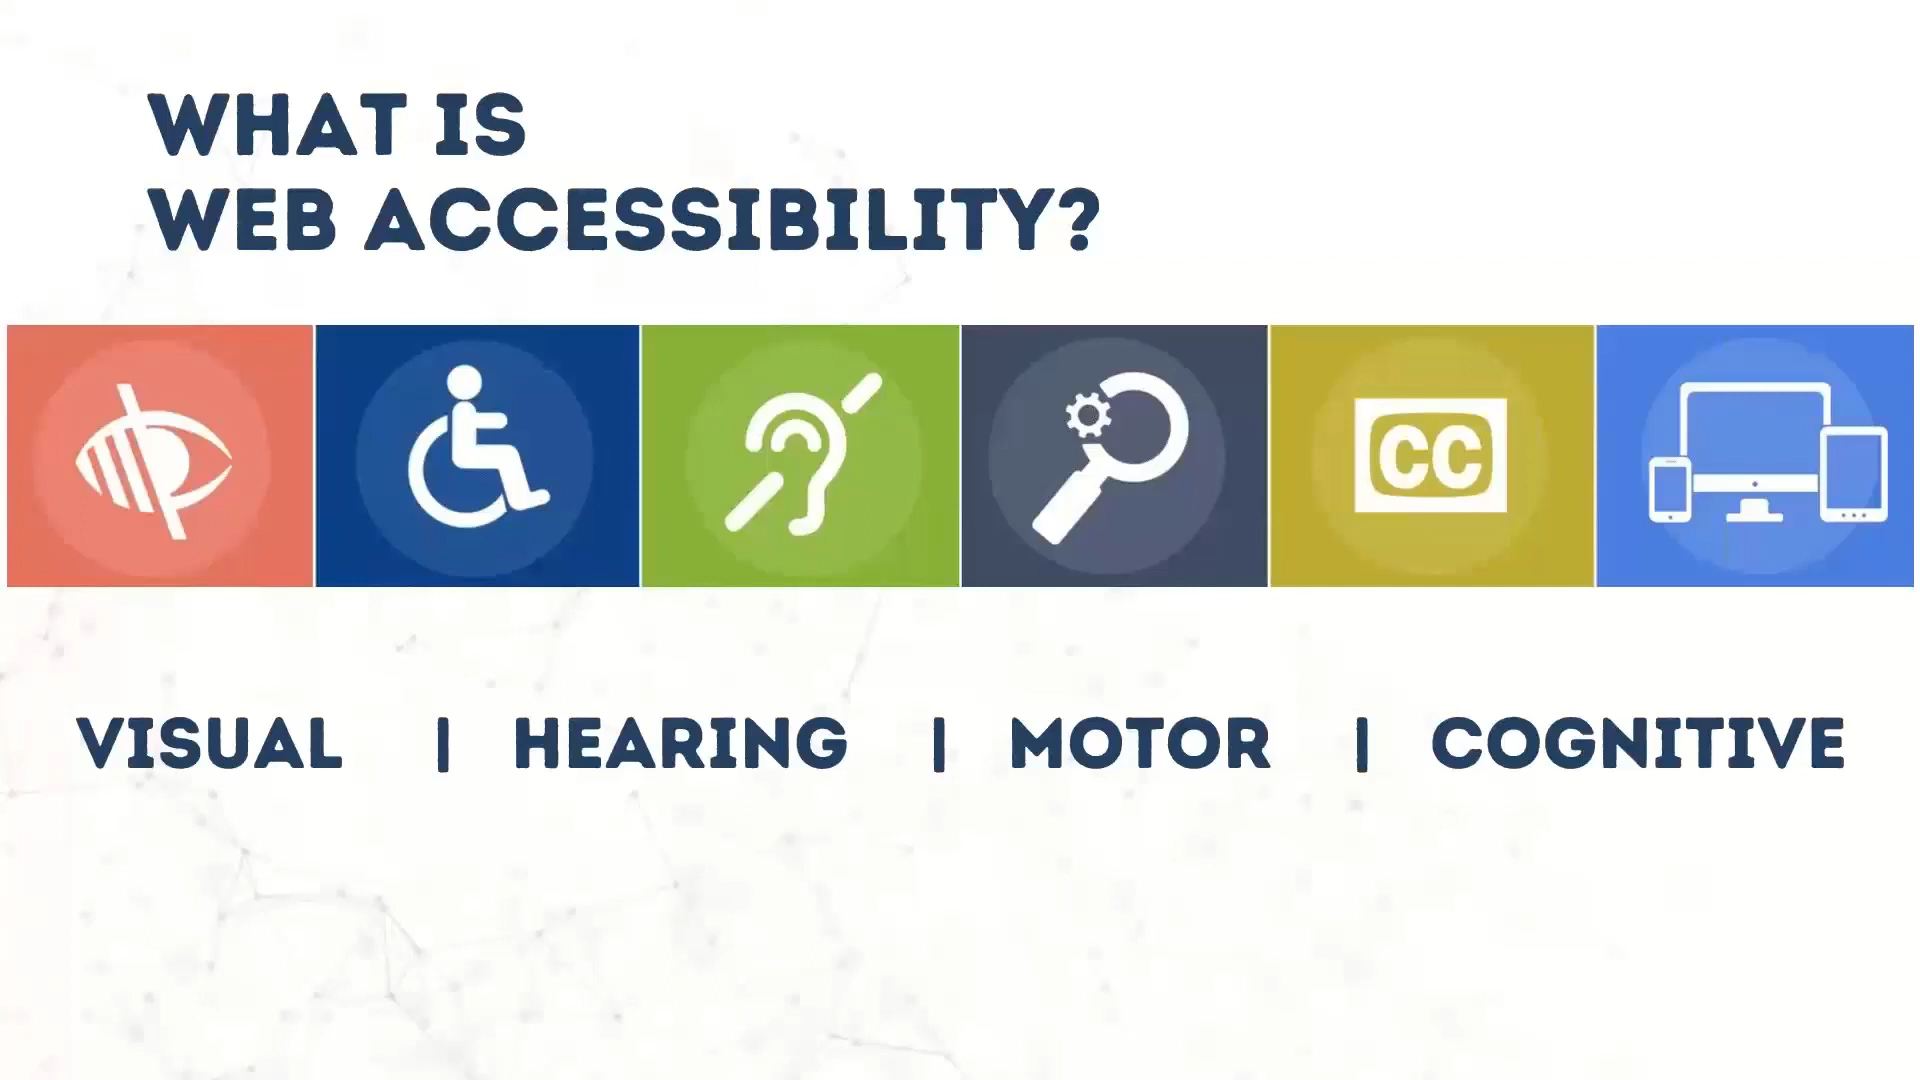 WHAT IS
WEB ACCESSIBILITY?
CC
VISUAL | HEARING | MOTOR | COGNITIVE